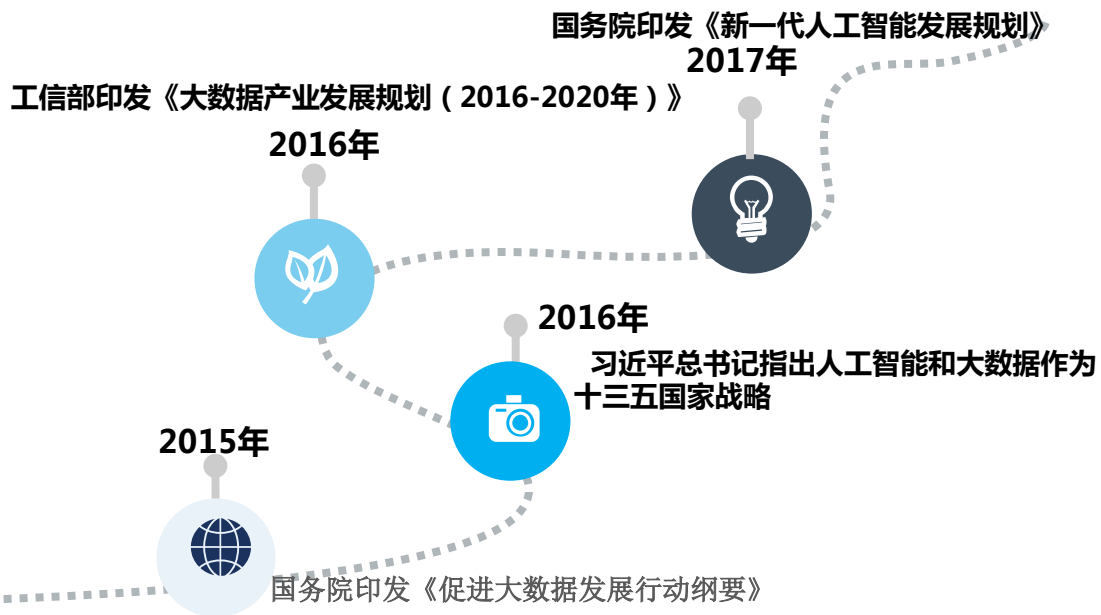 国务院印发《新一代人工智能发展规划》
2017年
工信部印发《大数据产业发展规划（2016-2020年）》
2016年
2016年
习近平总书记指出人工智能和大数据作为
十三五国家战略
2015年
国务院印发《促进大数据发展行动纲要》